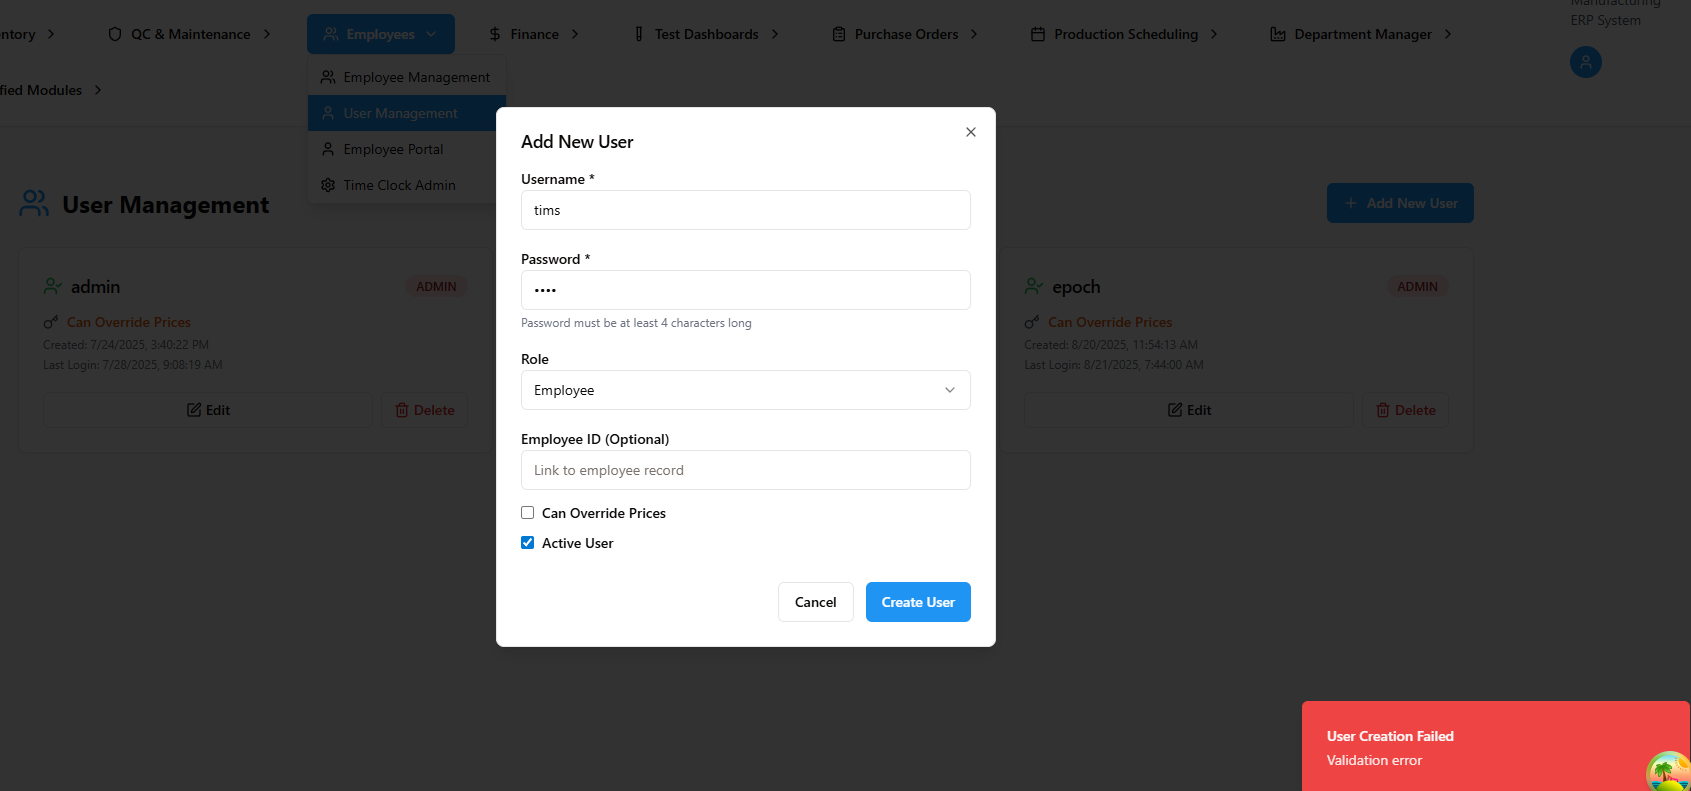 Manufacturing
ERP System
ntory
QC & Maintenance
Employees
Finance
Test Dashboards
Purchase Orders
Production Scheduling
Department Manager
fied Modules
Employee Management
User Management
Employee Portal
Time Clock Admin
User Management
Add New User
admin
ADMIN
Can Override Prices
Created: 7/24/2025, 3:40:22 PM
Last Login: 7/28/2025, 9:08:19 AM
Edit
Delete
Add New User
Username *
tims
Password *
••••
Password must be at least 4 characters long
Role
Employee
Employee ID (Optional)
Link to employee record
Can Override Prices
Active User
Cancel
Create User
epoch
ADMIN
Can Override Prices
Created: 8/20/2025, 11:54:13 AM
Last Login: 8/21/2025, 7:44:00 AM
Edit
Delete
User Creation Failed
Validation error